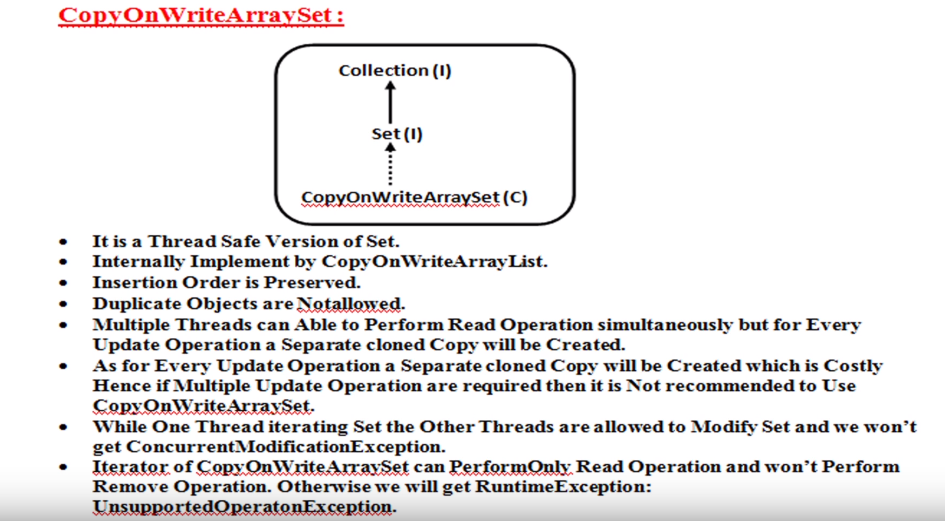 CopyOnWriteArraySet :
Collection (I)
Set (I)
CopyOnWriteArraySet (C)
• It is a Thread Safe Version of Set.
• Internally Implement by CopyOnWriteArrayList.
• Insertion Order is Preserved.
• Duplicate Objects are Notallowed.
• Multiple Threads can Able to Perform Read Operation simultaneously but for Every
Update Operation a Separate cloned Copy will be Created.
• As for Every Update Operation a Separate cloned Copy will be Created which is Costly
Hence if Multiple Update Operation are required then it is Not recommended to Use
CopyOnWriteArraySet.
• While One Thread iterating Set the Other Threads are allowed to Modify Set and we won't
get ConcurrentModificationException.
• Iterator of CopyOnWriteArraySet can PerformOnly Read Operation and won't Perform
Remove Operation. Otherwise we will get RuntimeException:
UnsupportedOperatonException.